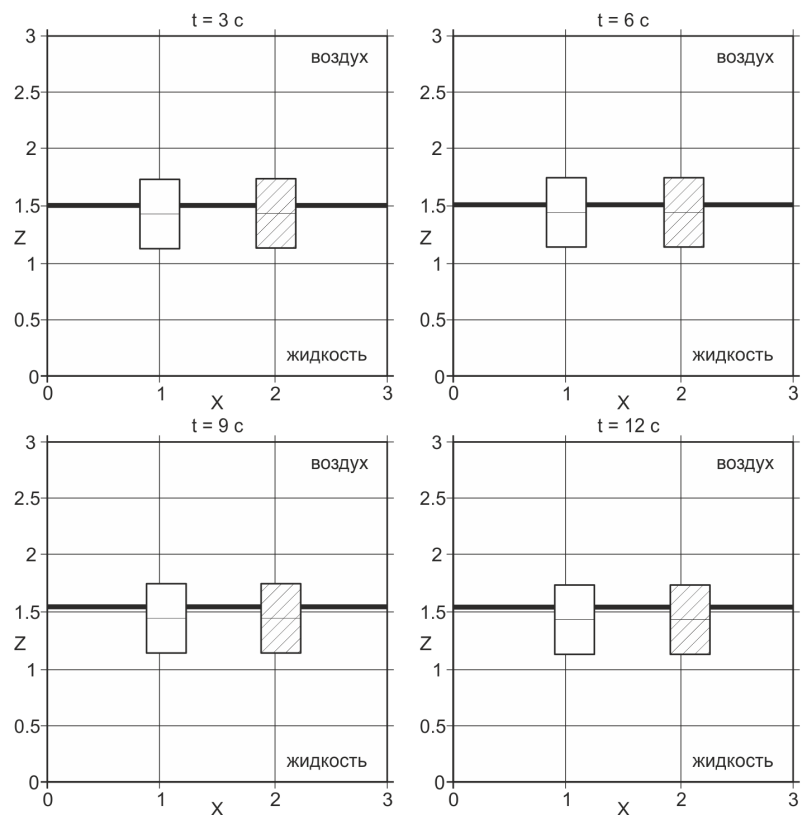 t = 3 с
3
воздух
2.5
2
1.5
Z
1
0.5
жидкость
0
0 1 2 3
X
t = 6 с
3
воздух
2.5
2
1.5
Z
1
0.5
жидкость
0
0 1 2 3
X
t = 9 с
3
воздух
2.5
2
1.5
Z
1
0.5
жидкость
0
0 1 2 3
X
t = 12 с
3
воздух
2.5
2
1.5
Z
1
0.5
жидкость
0
0 1 2 3
X